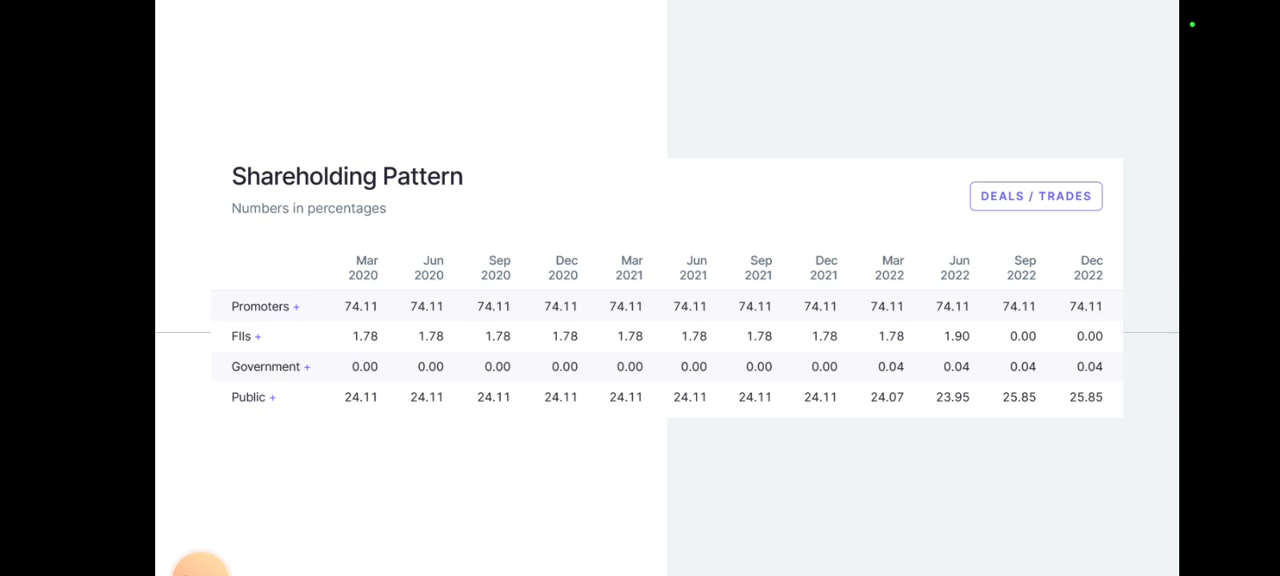 Shareholding Pattern
Numbers in percentages
DEALS / TRADES
Mar 2020 Jun 2020 Sep 2020 Dec 2020 Mar 2021 Jun 2021 Sep 2021 Dec 2021 Mar 2022 Jun 2022 Sep 2022 Dec 2022
Promoters + 74.11 74.11 74.11 74.11 74.11 74.11 74.11 74.11 74.11 74.11 74.11 74.11
FIIs + 1.78 1.78 1.78 1.78 1.78 1.78 1.78 1.78 1.78 1.90 0.00 0.00
Government + 0.00 0.00 0.00 0.00 0.00 0.00 0.00 0.00 0.04 0.04 0.04 0.04
Public + 24.11 24.11 24.11 24.11 24.11 24.11 24.11 24.11 24.07 23.95 25.85 25.85